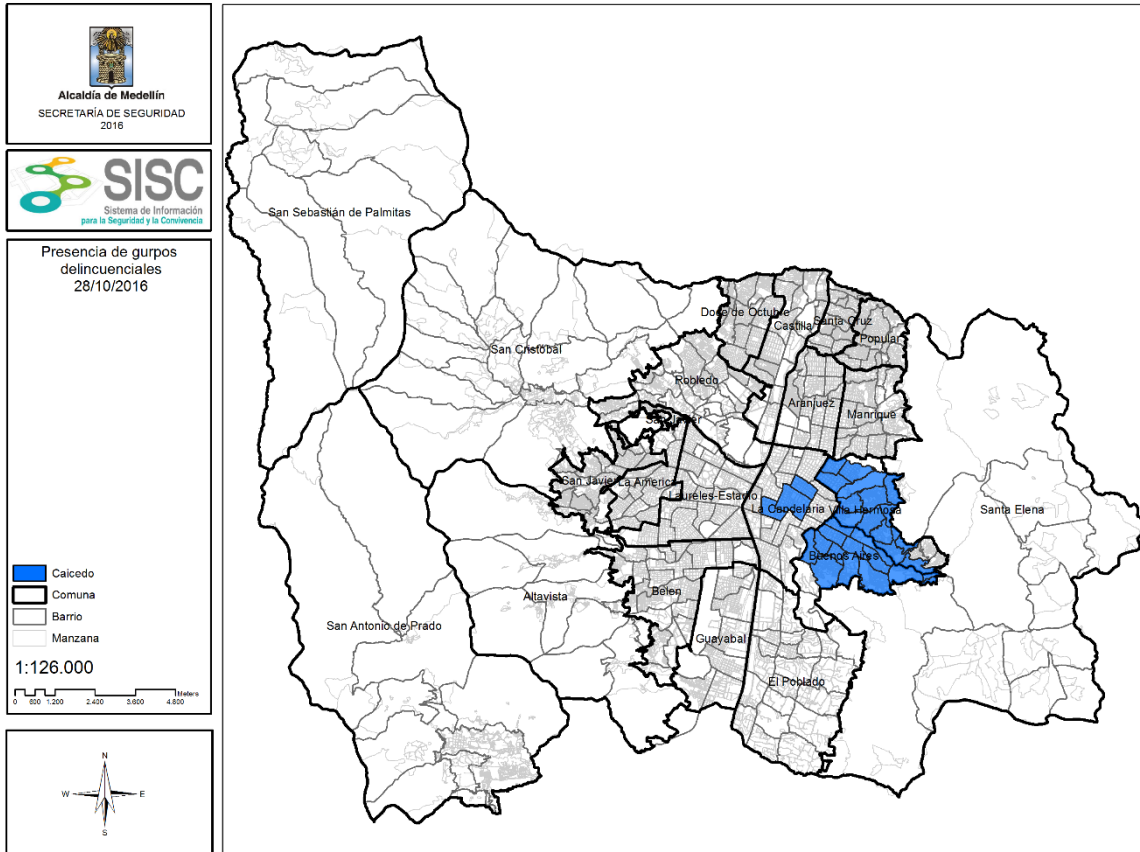 Alcaldía de Medellín
SECRETARÍA DE SEGURIDAD
2016
SISC
Sistema de Información
para la Seguridad y la Convivencia
Presencia de gurpos
delincuenciales
28/10/2016
Caicedo
Comuna
Barrio
Manzana
1:126.000
0 600 1.200 2.400 3.600 4.800 Meters
N
W E
S
San Sebastián de Palmitas
San Cristobal
Doce de Octubre
Castilla
Santa Cruz
Popular
Robledo
Aranjuez
Manrique
San Javier
San Javier
La America
Laureles-Estadio
La Candelaria
Villa Hermosa
Santa Elena
Buenos Aires
Altavista
Belen
San Antonio de Prado
Guayabal
El Poblado